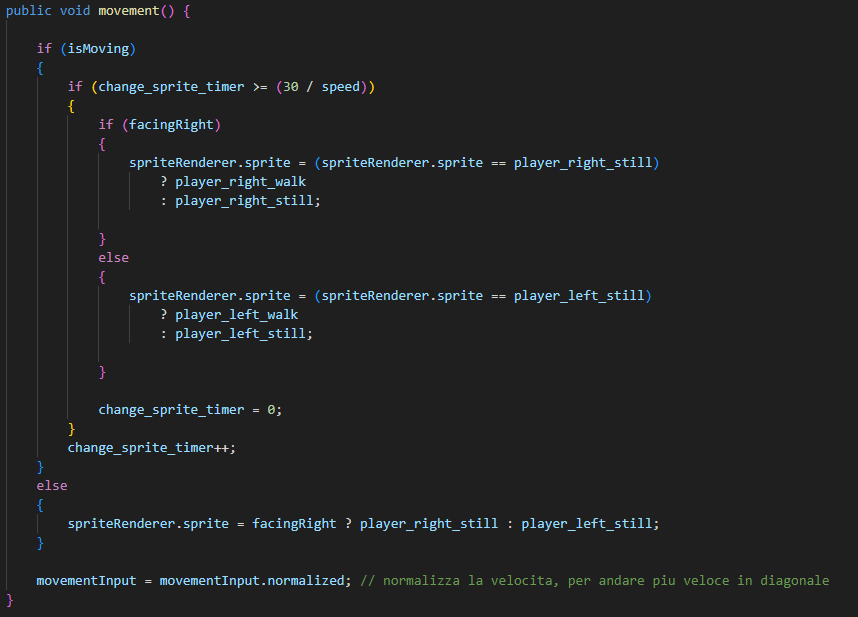 public void movement() {
if (isMoving)
{
if (change_sprite_timer >= (30 / speed))
{
if (facingRight)
{
spriteRenderer.sprite = (spriteRenderer.sprite == player_right_still)
? player_right_walk
: player_right_still;
}
else
{
spriteRenderer.sprite = (spriteRenderer.sprite == player_left_still)
? player_left_walk
: player_left_still;
}
change_sprite_timer = 0;
}
change_sprite_timer++;
}
else
{
spriteRenderer.sprite = facingRight ? player_right_still : player_left_still;
}
movementInput = movementInput.normalized; // normalizza la velocita, per andare piu veloce in diagonale
}